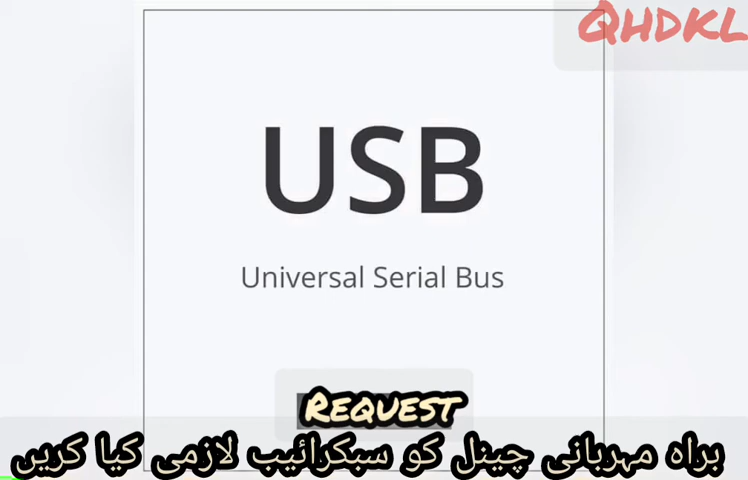 QHDKL
USB
Universal Serial Bus
REQUEST
براہ مہربانی چینل کو سبکرائیب لازمی کیا کریں